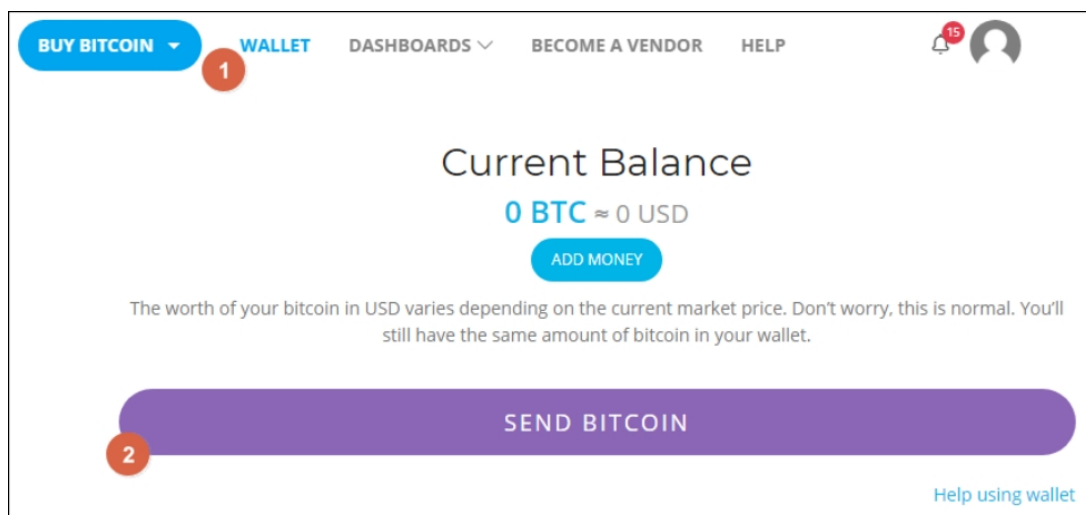 BUY BITCOIN WALLET DASHBOARDS BECOME A VENDOR HELP 15
1
Current Balance
0 BTC ≈ 0 USD
ADD MONEY
The worth of your bitcoin in USD varies depending on the current market price. Don't worry, this is normal. You'll
still have the same amount of bitcoin in your wallet.
SEND BITCOIN
2
Help using wallet